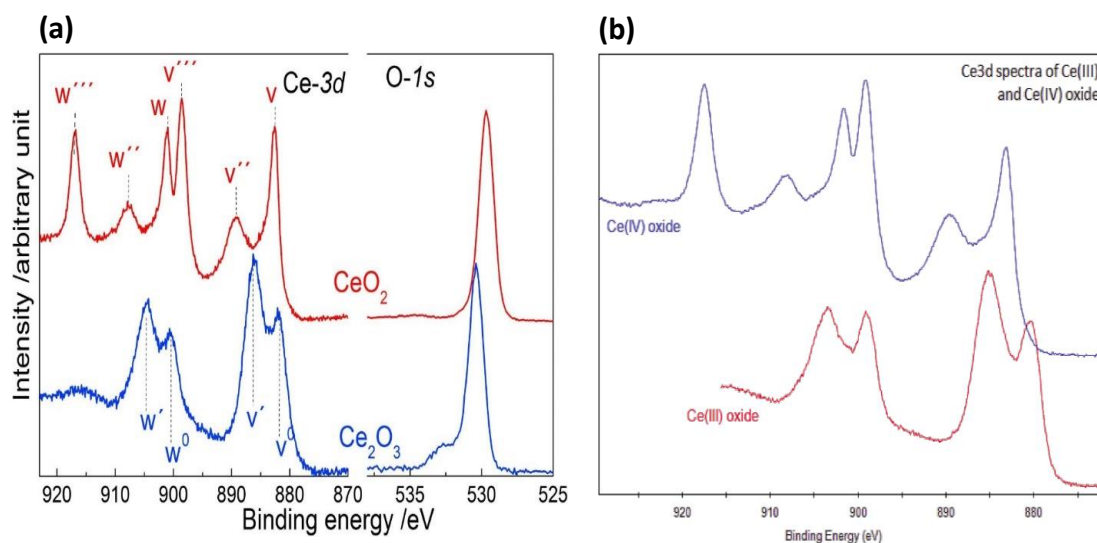 (a)
Intensity /arbitrary unit
Ce-3d
O-1s
W´´´
W´´
W
V´´´
V´´
V
CeO2
W´
W0
V´
V0
Ce2O3
920 910 900 890 880 870 535 530 525
Binding energy /eV
(b)
Ce3d spectra of Ce(III)
and Ce(IV) oxide
Ce(IV) oxide
Ce(III) oxide
920 910 900 890 880
Binding Energy (eV)